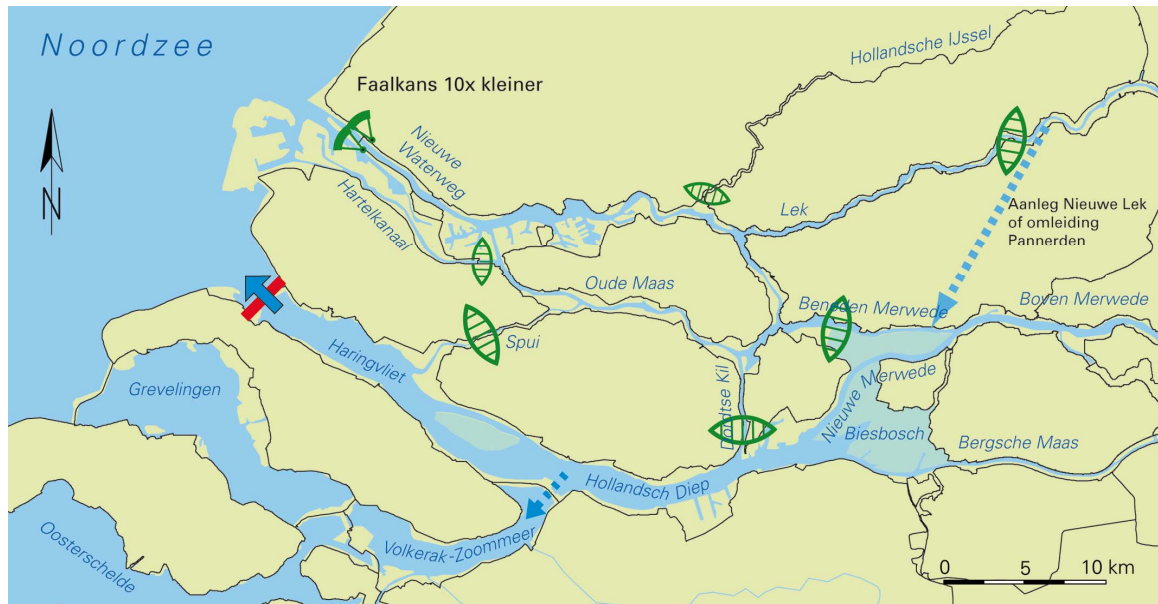 Noordzee
Hollandsche IJssel
Faalkans 10x kleiner
Nieuwe
Waterweg
N
Hartelkanaal
Lek
Aanleg Nieuwe Lek
of omleiding
Pannerden
Oude Maas
Beneden Merwede
Boven Merwede
Spui
Haringvliet
Grevelingen
Dordtse Kil
Nieuwe Merwede
Biesbosch
Bergsche Maas
Hollandsch Diep
Volkerak-Zoommeer
Oosterschelde
0 5 10 km